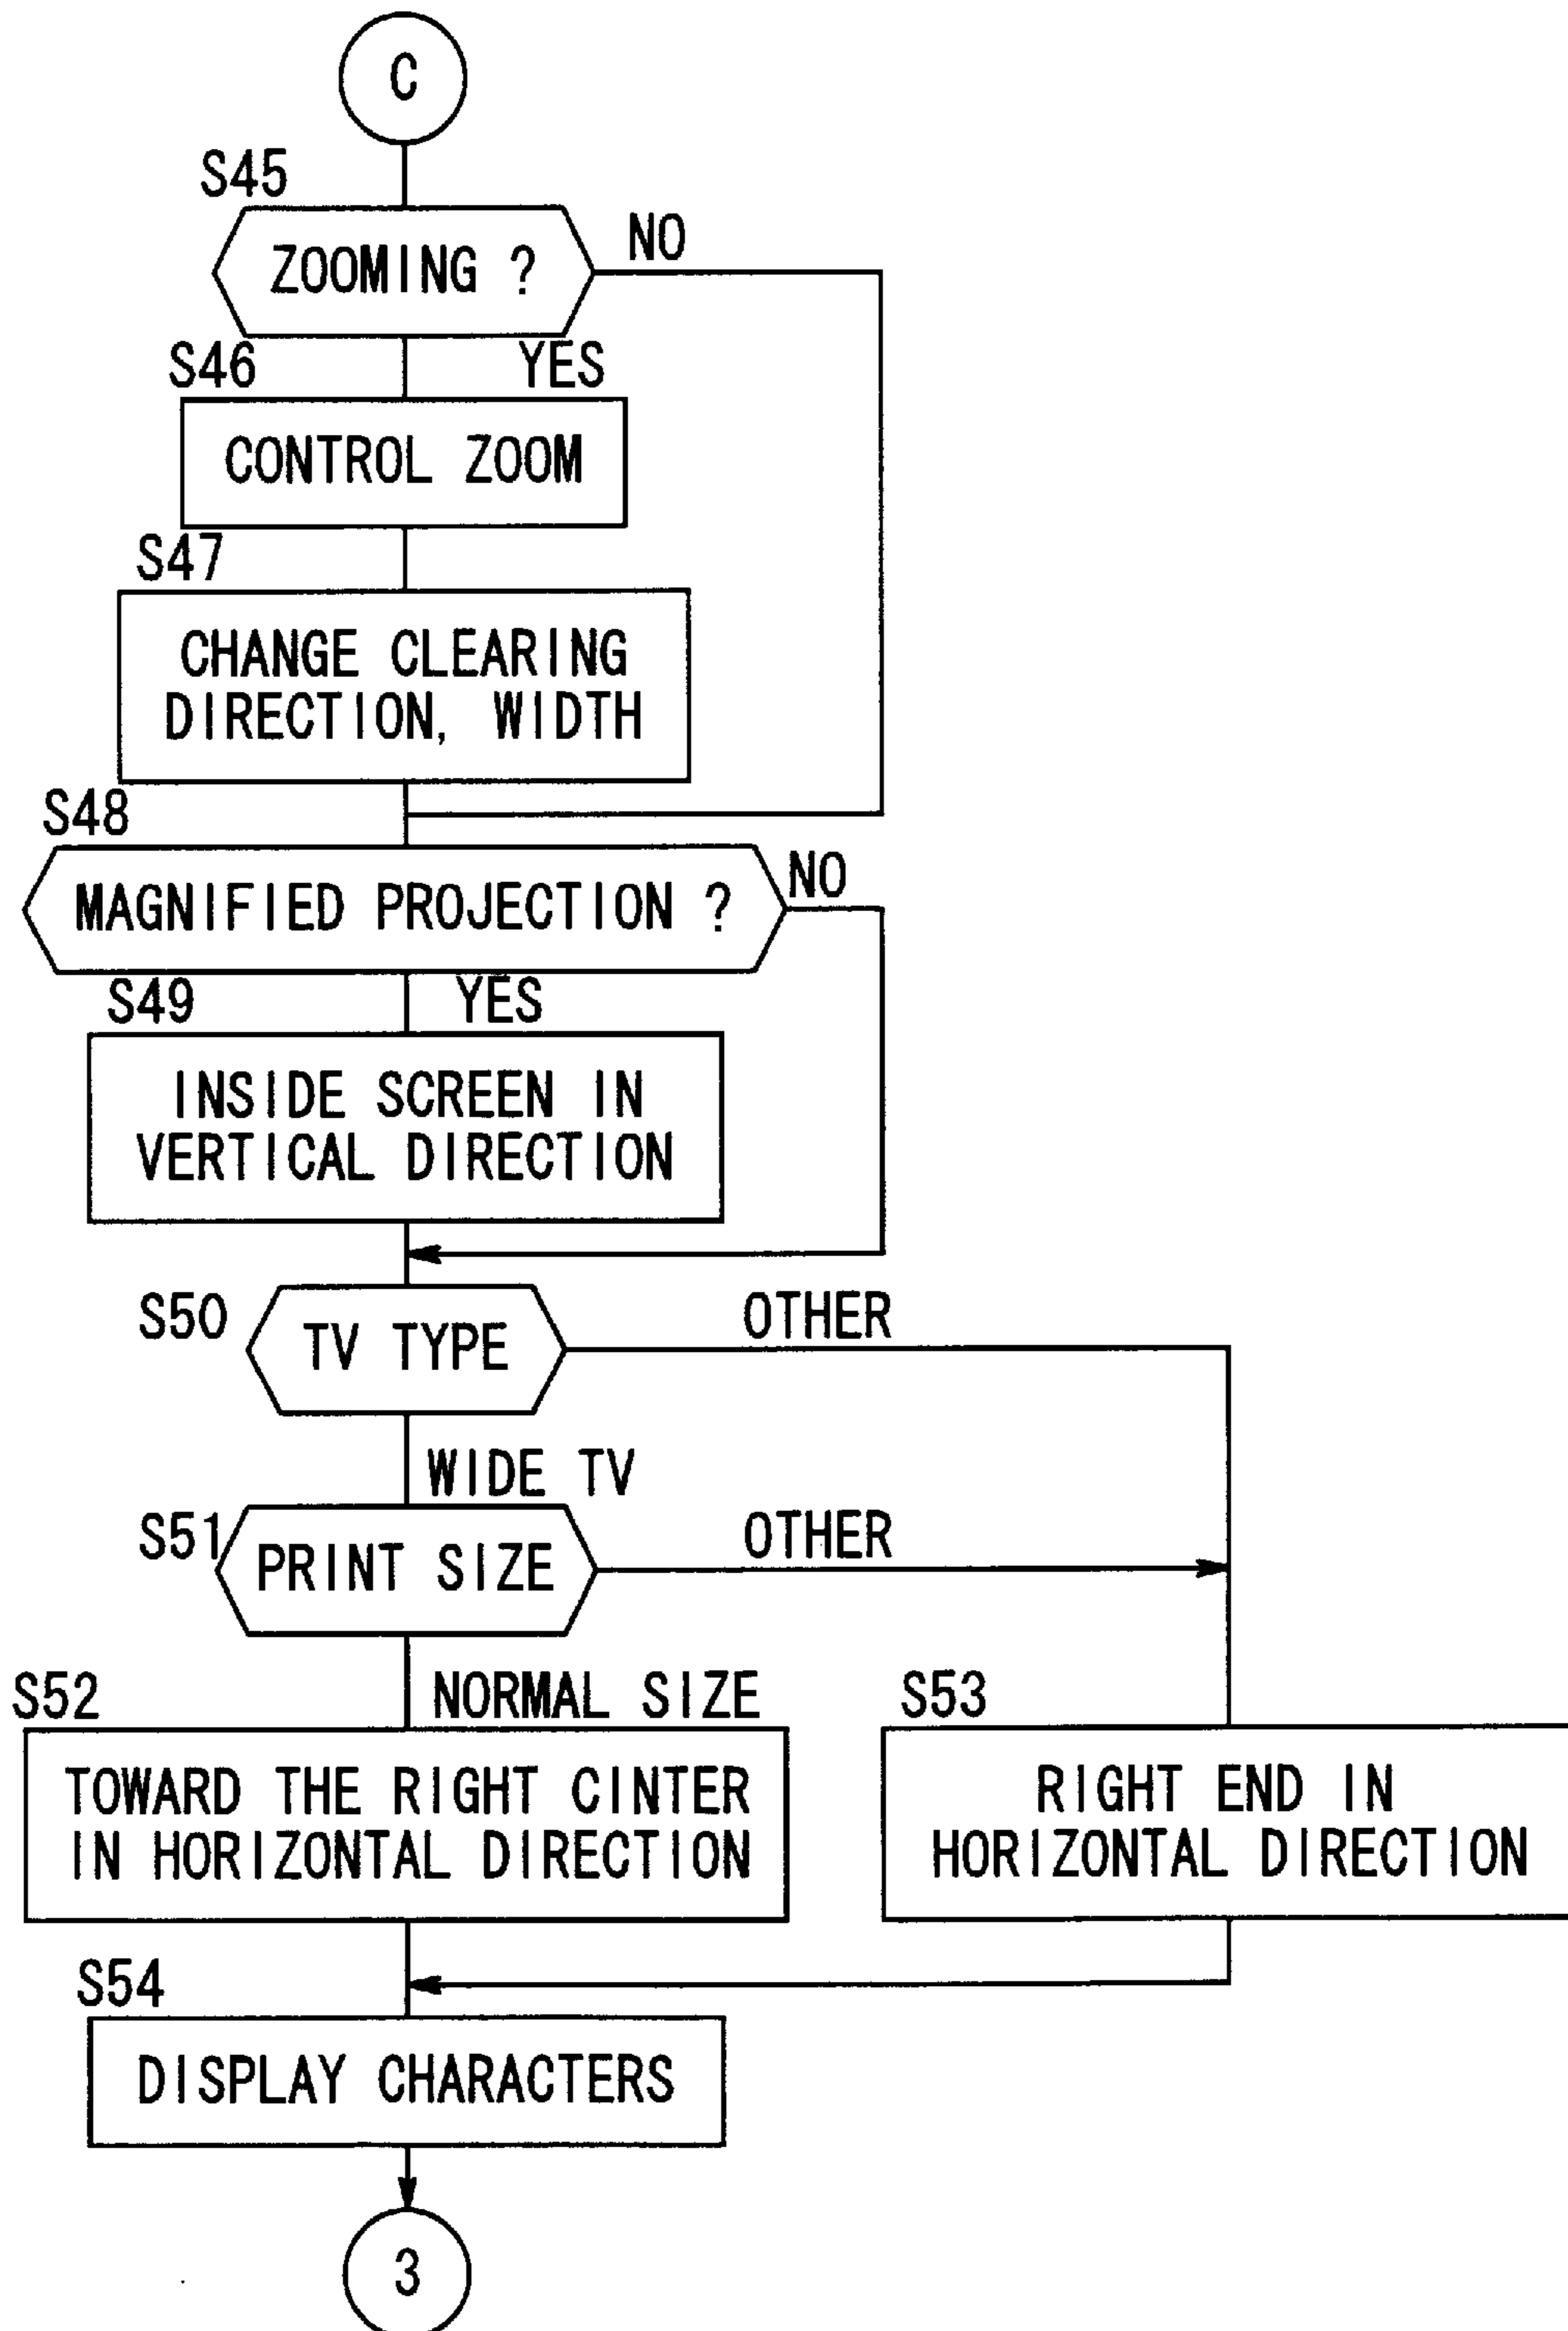 C
S45
ZOOMING ?
NO
S46
YES
CONTROL ZOOM
S47
CHANGE CLEARING
DIRECTION, WIDTH
S48
MAGNIFIED PROJECTION ?
NO
S49
YES
INSIDE SCREEN IN
VERTICAL DIRECTION
S50
TV TYPE
OTHER
WIDE TV
S51
PRINT SIZE
OTHER
S52
NORMAL SIZE
S53
TOWARD THE RIGHT CINTER
IN HORIZONTAL DIRECTION
RIGHT END IN
HORIZONTAL DIRECTION
S54
DISPLAY CHARACTERS
3